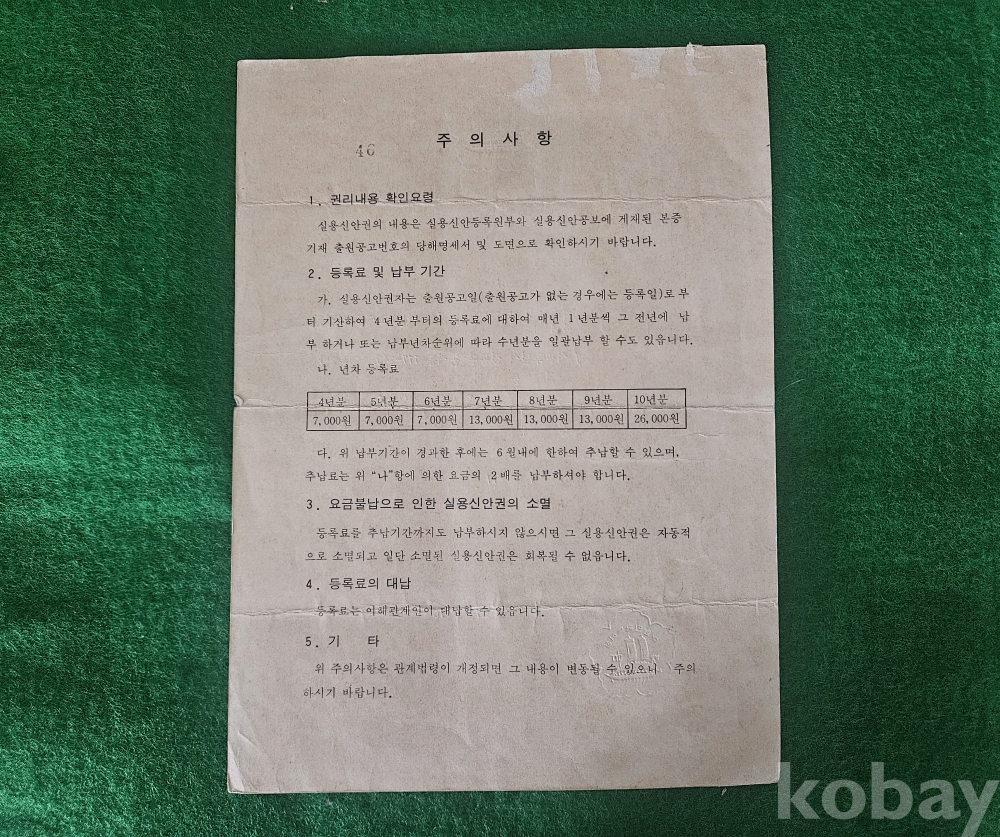 주 의 사 항
46
1. 권리내용 확인요령
실용신안권의 내용은 실용신안등록원부와 실용신안공보에 게재된 본증
기재 출원공고번호의 당해명세서 및 도면으로 확인하시기 바랍니다.
2. 등록료 및 납부 기간
가. 실용신안권자는 출원공고일(출원공고가 없는 경우에는 등록일)로 부
터 기산하여 4년분 부터의 등록료에 대하여 매년 1년분씩 그 전년에 납
부 하거나 또는 납부년차순위에 따라 수년분을 일괄납부 할 수도 있읍니다.
나. 년차 등록료
4년분 5년분 6년분 7년분 8년분 9년분 10년분
7,000원 7,000원 7,000원 13,000원 13,000원 13,000원 26,000원
다. 위 납부기간이 경과한 후에는 6월내에 한하여 추납할 수 있으며,
추납료는 위 "나"항에 의한 요금의 2배를 납부하셔야 합니다.
3. 요금불납으로 인한 실용신안권의 소멸
등록료를 추납기간까지도 납부하시지 않으시면 그 실용신안권은 자동적
으로 소멸되고 일단 소멸된 실용신안권은 회복될 수 없읍니다.
4. 등록료의 대납
등록료는 이해관계인이 대납할 수 있읍니다.
5. 기 타
위 주의사항은 관계법령이 개정되면 그 내용이 변동될 수 있으니 주의
하시기 바랍니다.
kobay